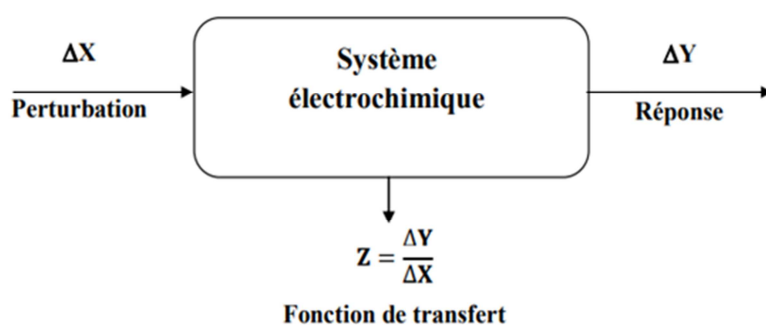 ΔX
Perturbation
Système
électrochimique
ΔY
Réponse
Z = ΔY/ΔX
Fonction de transfert